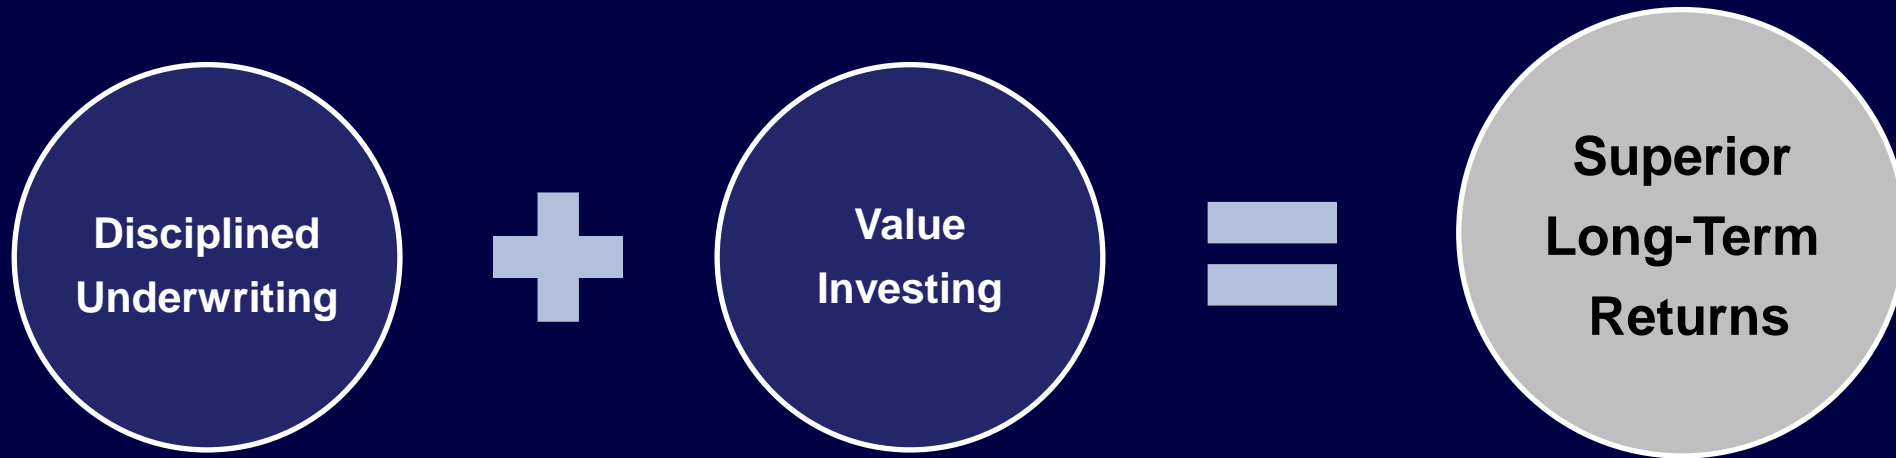 Disciplined
Underwriting
Value
Investing
Superior
Long-Term
Returns